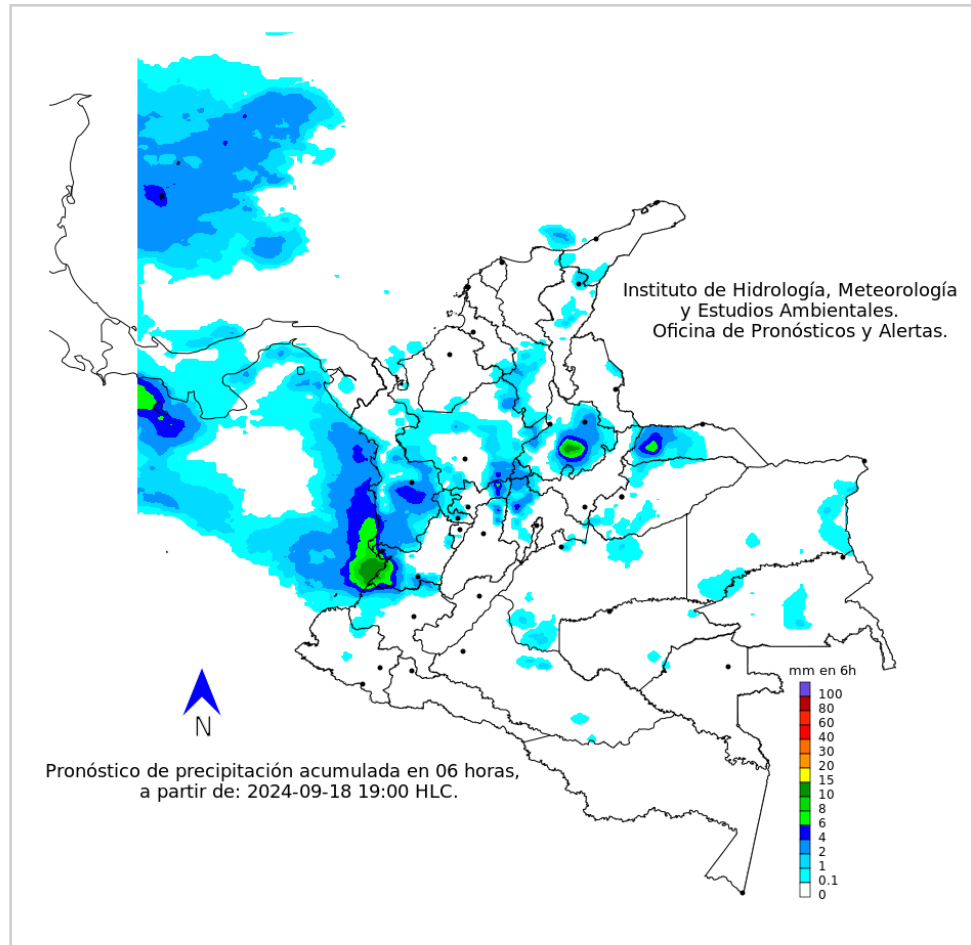 Instituto de Hidrología, Meteorología
y Estudios Ambientales.
Oficina de Pronósticos y Alertas.
mm en 6h
100
80
60
40
30
20
15
10
8
6
4
2
1
0.1
0
N
Pronóstico de precipitación acumulada en 06 horas,
a partir de: 2024-09-18 19:00 HLC.